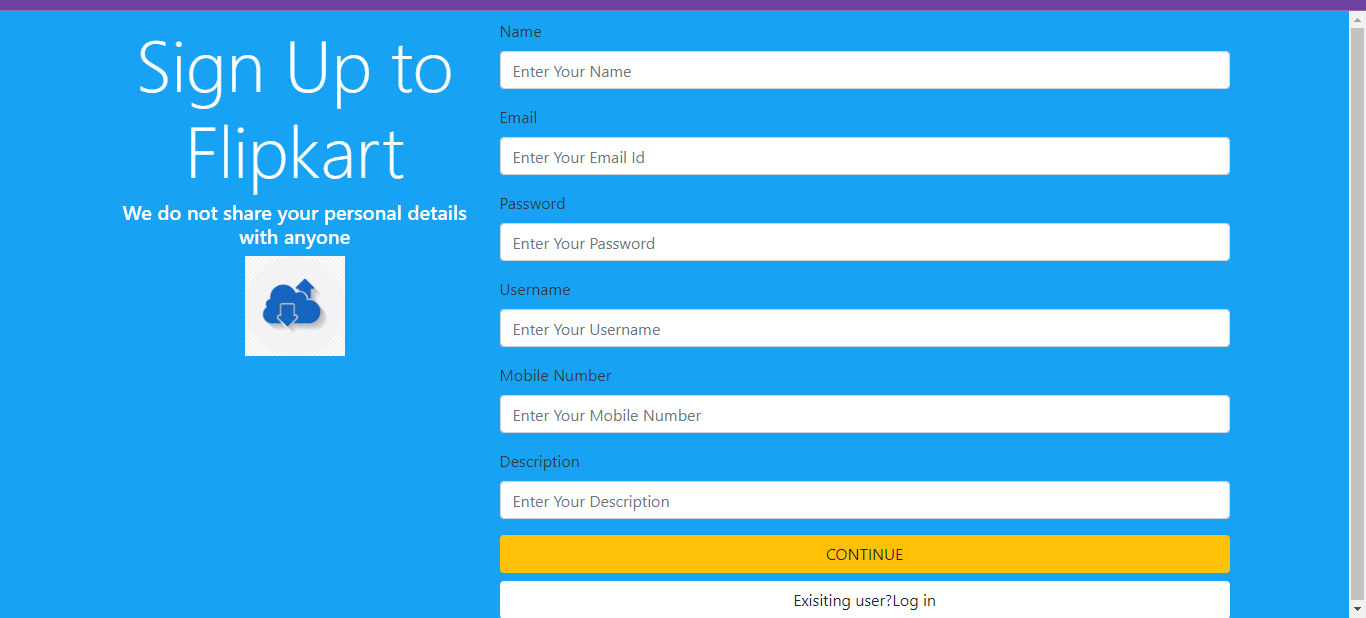 Sign Up to
Flipkart
We do not share your personal details
with anyone
Name
Enter Your Name
Email
Enter Your Email Id
Password
Enter Your Password
Username
Enter Your Username
Mobile Number
Enter Your Mobile Number
Description
Enter Your Description
CONTINUE
Exisiting user?Log in